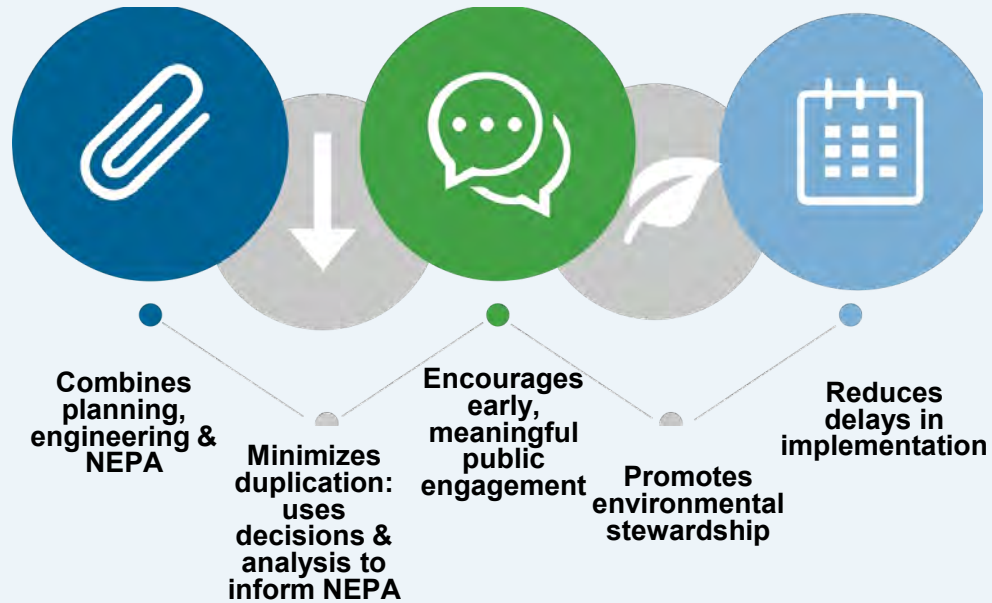 Combines
planning,
engineering &
NEPA
Minimizes
duplication:
uses
decisions &
analysis to
inform NEPA
Encourages
early,
meaningful
public
engagement
Promotes
environmental
stewardship
Reduces
delays in
implementation